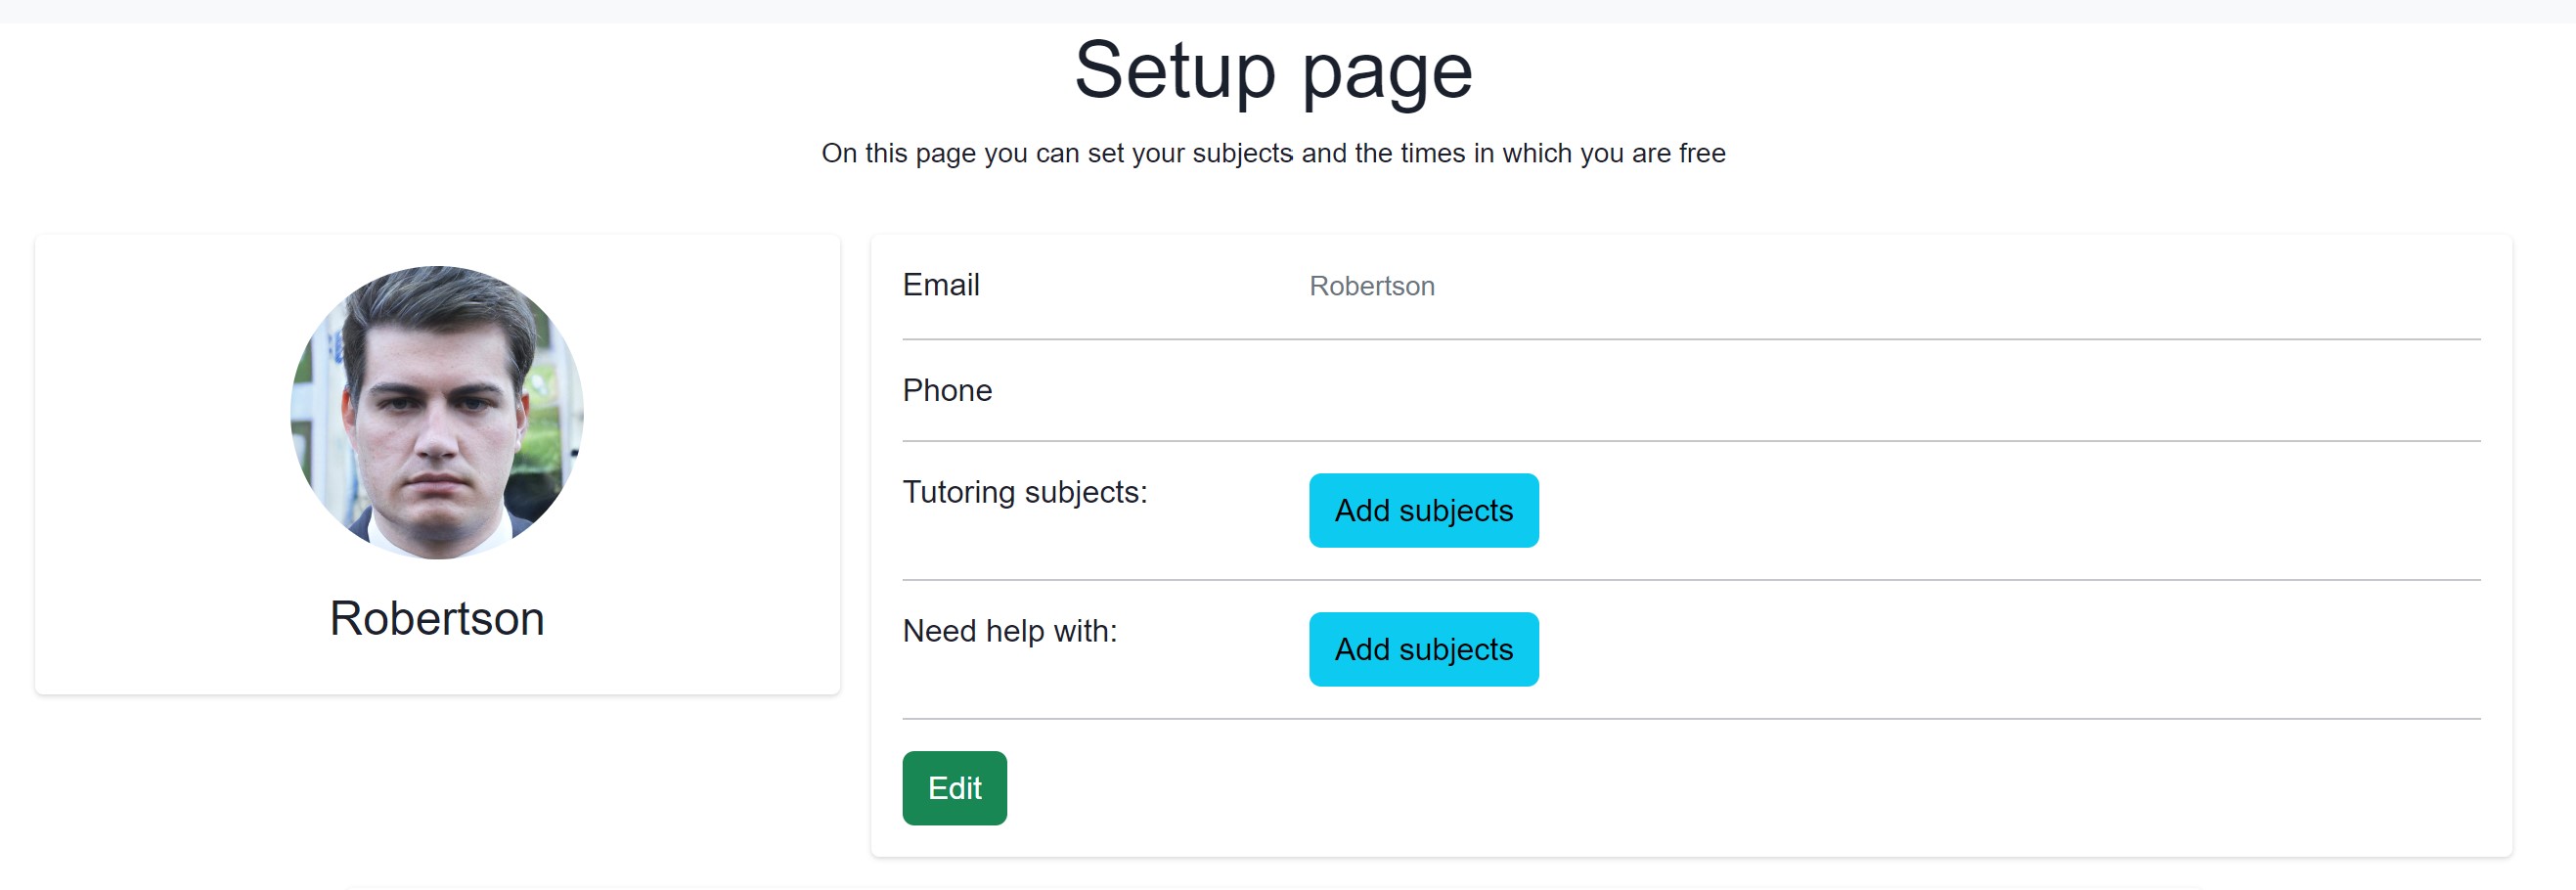 Setup page
On this page you can set your subjects and the times in which you are free
Robertson
Email Robertson
Phone
Tutoring subjects: Add subjects
Need help with: Add subjects
Edit